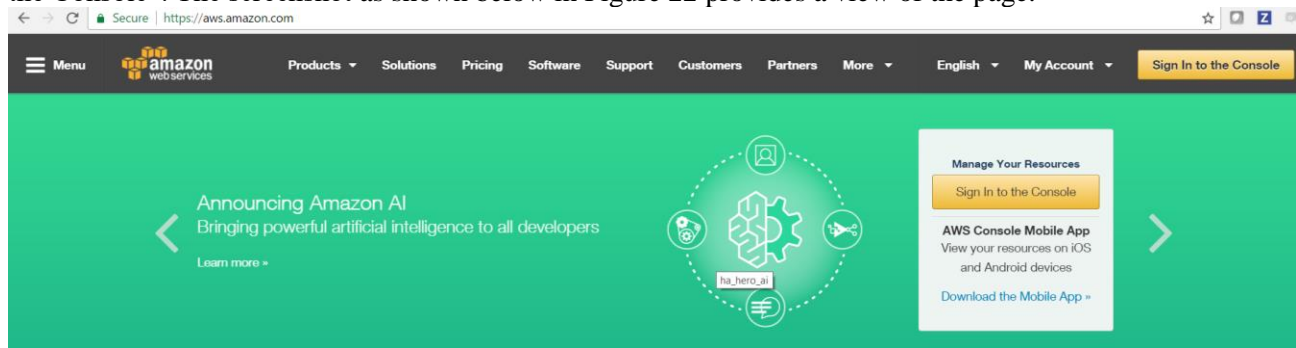 the "Console". The screenshot as shown below in Figure 22 provides a view of the page.
Secure | https://aws.amazon.com
Z
Menu
amazon
webservices
Products
Solutions
Pricing
Software
Support
Customers
Partners
More
English
My Account
Sign In to the Console
Announcing Amazon AI
Bringing powerful artificial intelligence to all developers
Learn more »
ha_hero_ai
Manage Your Resources
Sign In to the Console
AWS Console Mobile App
View your resources on iOS
and Android devices
Download the Mobile App »